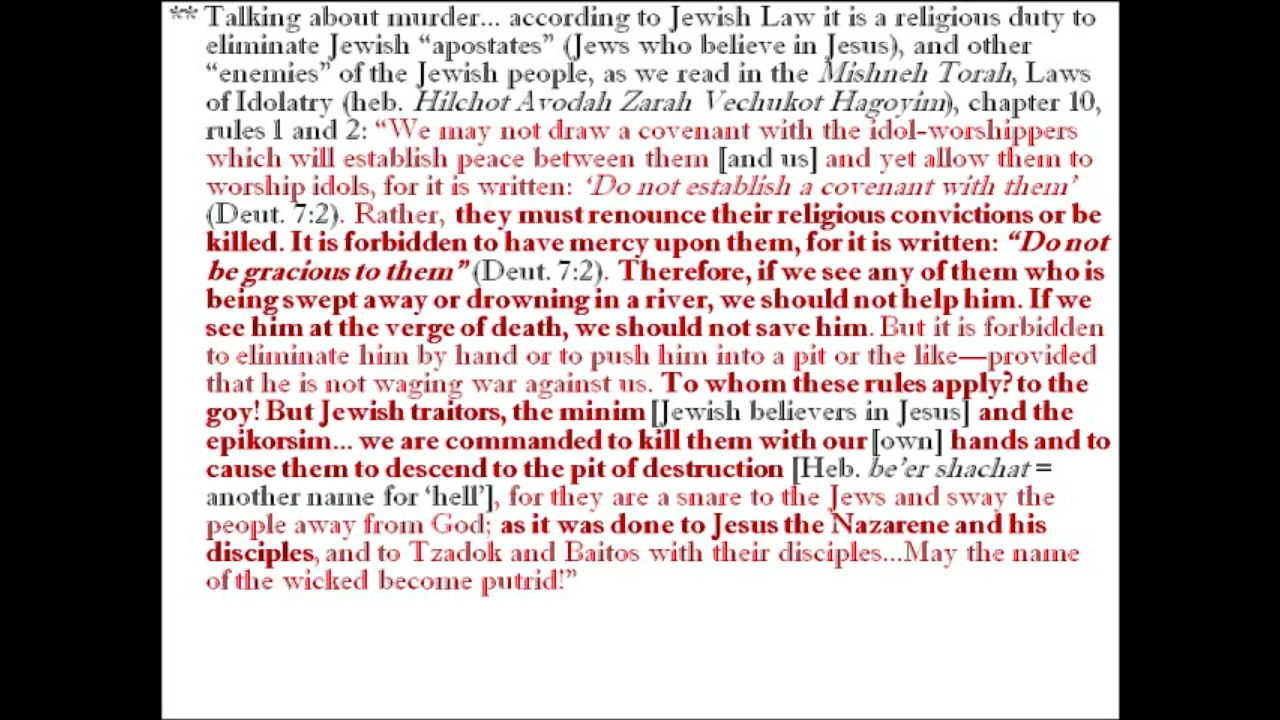 ** Talking about murder... according to Jewish Law it is a religious duty to
eliminate Jewish “apostates” (Jews who believe in Jesus), and other
“enemies” of the Jewish people, as we read in the Mishneh Torah, Laws
of Idolatry (heb. Hilchot Avodah Zarah Vechukot Hagoyim), chapter 10,
rules 1 and 2: “We may not draw a covenant with the idol-worshippers
which will establish peace between them [and us] and yet allow them to
worship idols, for it is written: ‘Do not establish a covenant with them’
(Deut. 7:2). Rather, they must renounce their religious convictions or be
killed. It is forbidden to have mercy upon them, for it is written: “Do not
be gracious to them” (Deut. 7:2). Therefore, if we see any of them who is
being swept away or drowning in a river, we should not help him. If we
see him at the verge of death, we should not save him. But it is forbidden
to eliminate him by hand or to push him into a pit or the like—provided
that he is not waging war against us. To whom these rules apply? to the
goy! But Jewish traitors, the minim [Jewish believers in Jesus] and the
epikorsim... we are commanded to kill them with our [own] hands and to
cause them to descend to the pit of destruction [Heb. be’er shachat =
another name for ‘hell’], for they are a snare to the Jews and sway the
people away from God; as it was done to Jesus the Nazarene and his
disciples, and to Tzadok and Baitos with their disciples...May the name
of the wicked become putrid!”